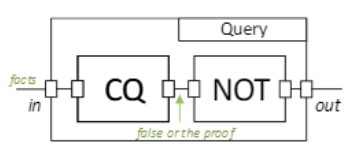 Query
facts
in
CQ
NOT
out
false or the proof